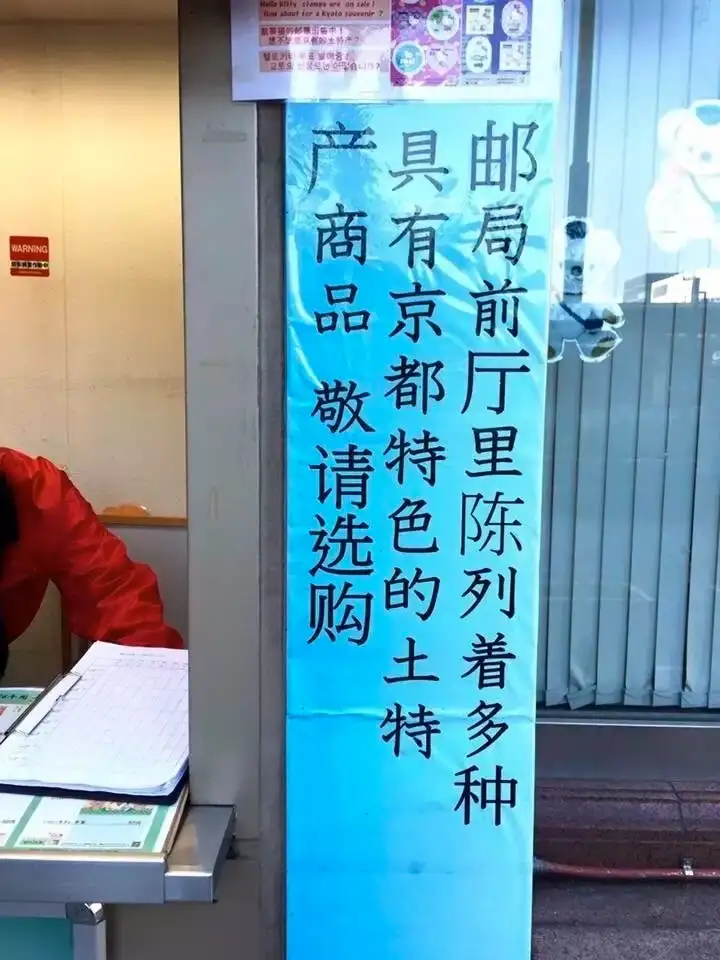 Hello kitty stamps are on sale!
How about for a Kyoto souvenir?
邮局前厅里陈列着多种
具有京都特色的土特
产商品 敬请选购
WARNING